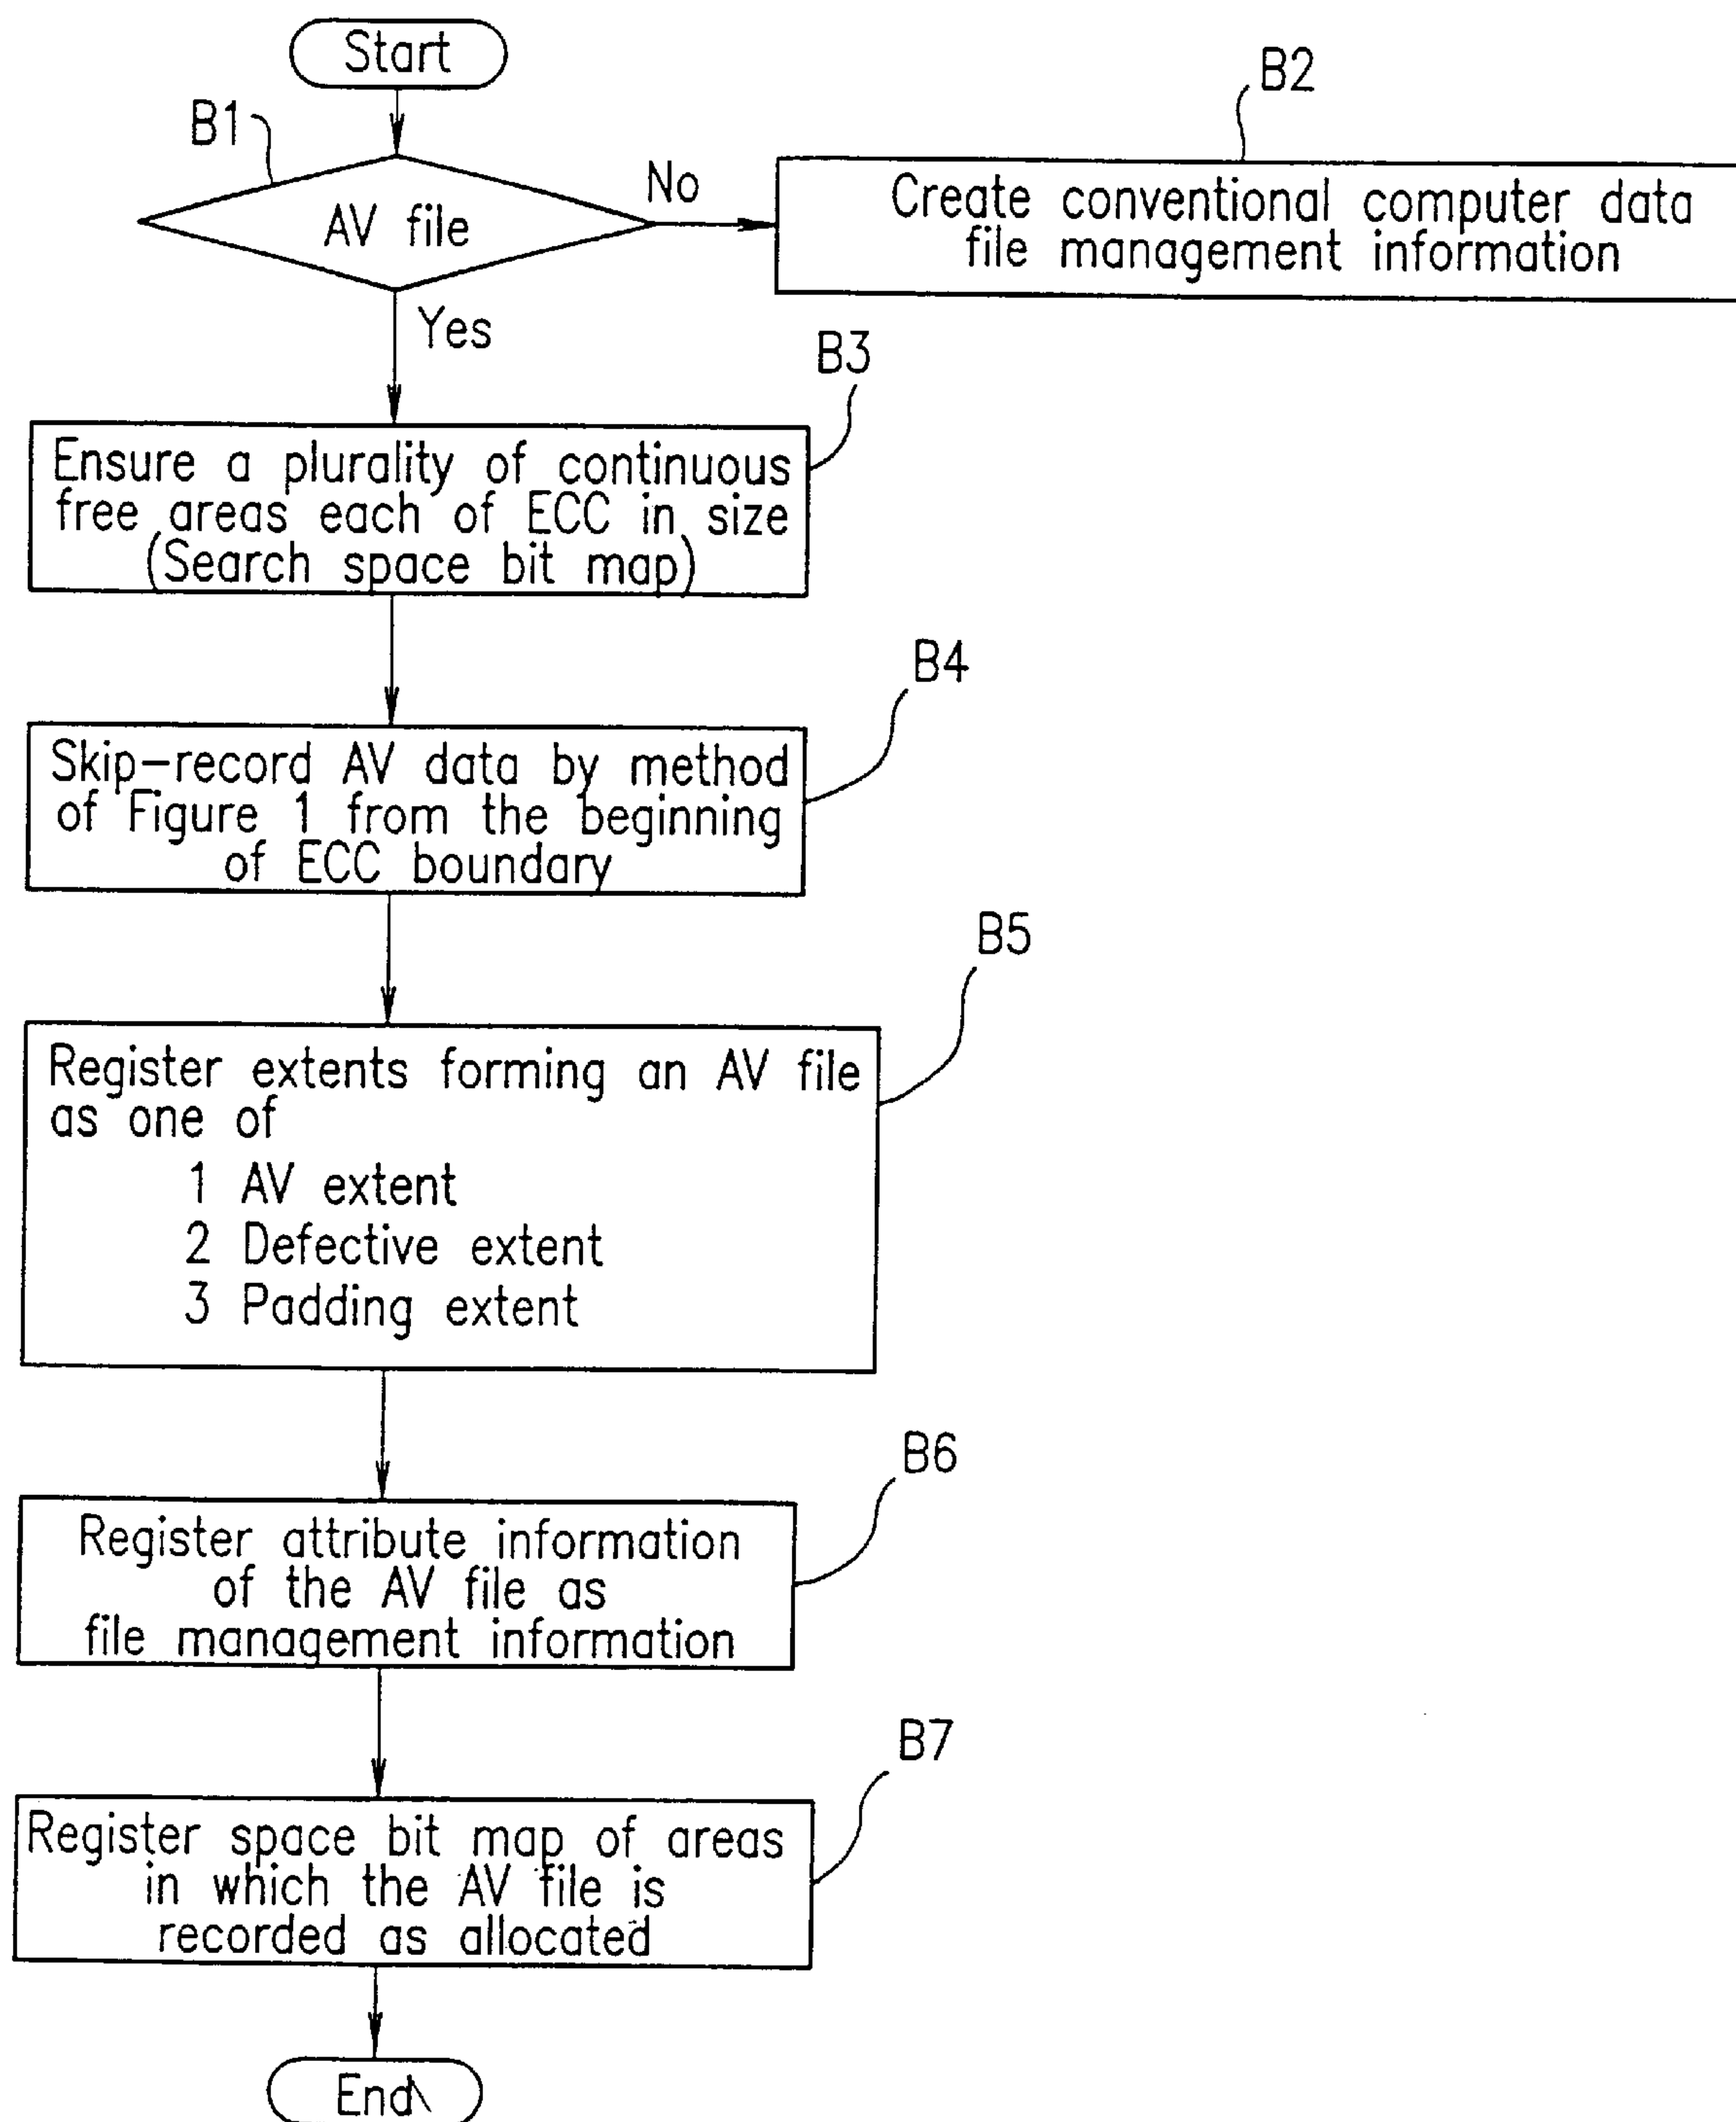 Start
B1
AV file
No
B2
Create conventional computer data
file management information
Yes
B3
Ensure a plurality of continuous
free areas each of ECC in size
(Search space bit map)
B4
Skip-record AV data by method
of Figure 1 from the beginning
of ECC boundary
B5
Register extents forming an AV file
as one of
1 AV extent
2 Defective extent
3 Padding extent
B6
Register attribute information
of the AV file as
file management information
B7
Register space bit map of areas
in which the AV file is
recorded as allocated
End